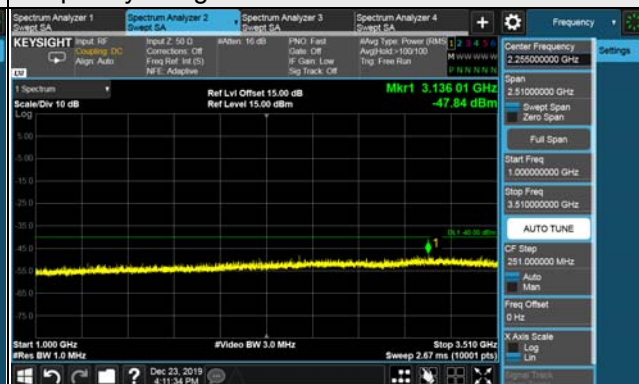 Spectrum Analyzer 1
Swept SA
Spectrum Analyzer 2
Swept SA
Spectrum Analyzer 3
Swept SA
Spectrum Analyzer 4
Swept SA
+
Frequency
KEYSIGHT
Input: RF
Coupling: DC
Align: Auto
Input Z: 50 Ω
Corrections: Off
Freq Ref: Int (S)
NFE: Adaptive
#Atten: 16 dB
PNO: Fast
Gate: Off
IF Gain: Low
Sig Track: Off
#Avg Type: Power (RMS)
Avg|Hold:>100/100
Trig: Free Run
1 2 3 4 5 6
M W W W W W
P N N N N N
Settings
Center Frequency
2.255000000 GHz
Span
2.51000000 GHz
Swept Span
Zero Span
Full Span
Start Freq
1.000000000 GHz
Stop Freq
3.510000000 GHz
AUTO TUNE
CF Step
251.000000 MHz
Auto
Man
Freq Offset
0 Hz
X Axis Scale
Log
Lin
Signal Track
1 Spectrum
Scale/Div 10 dB
Log
Ref Lvl Offset 15.00 dB
Ref Level 15.00 dBm
Mkr1 3.136 01 GHz
-47.84 dBm
5.00
-5.00
-15.0
-25.0
-35.0
DL1 -40.00 dBm
1
-45.0
-55.0
-65.0
-75.0
Start 1.000 GHz
#Res BW 1.0 MHz
#Video BW 3.0 MHz
Stop 3.510 GHz
Sweep 2.67 ms (10001 pts)
?
Dec 23, 2019
4:11:34 PM